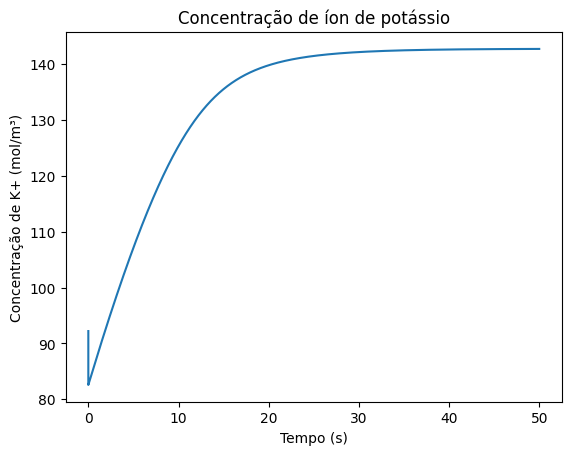 Concentração de íon de potássio
Concentração de K+ (mol/m³)
140
130
120
110
100
90
80
0 10 20 30 40 50
Tempo (s)